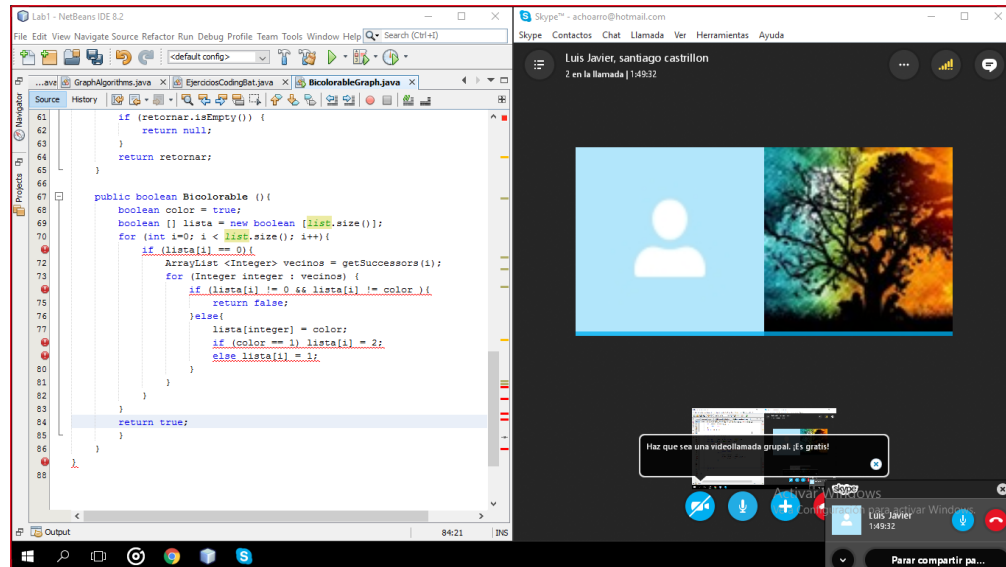 Lab1 - NetBeans IDE 8.2
File Edit View Navigate Source Refactor Run Debug Profile Team Tools Window Help Search (Ctrl+I)
<default config>
...ava GraphAlgorithms.java EjerciciosCodingBat.java BicolorableGraph.java
Source History
Navigator
Projects
61 if (retornar.isEmpty()) {
62 return null;
63 }
64 return retornar;
65 }
66
67 public boolean Bicolorable (){
68 boolean color = true;
69 boolean [] lista = new boolean [list.size()];
70 for (int i=0; i < list.size(); i++){
if (lista[i] == 0){
72 ArrayList <Integer> vecinos = getSuccessors(i);
73 for (Integer integer : vecinos) {
if (lista[i] != 0 && lista[i] != color ){
75 return false;
76 }else{
77 lista[integer] = color;
if (color == 1) lista[i] = 2;
else lista[i] = 1;
80 }
81 }
82 }
83 }
84 return true;
85 }
86 }
}
88
Output
84:21 INS
Skype™ - achoarro@hotmail.com
Skype Contactos Chat Llamada Ver Herramientas Ayuda
Luis Javier, santiago castrillon
2 en la llamada | 1:49:32
Haz que sea una videollamada grupal. ¡Es gratis!
skype
Luis Javier
1:49:32
Parar compartir pa...